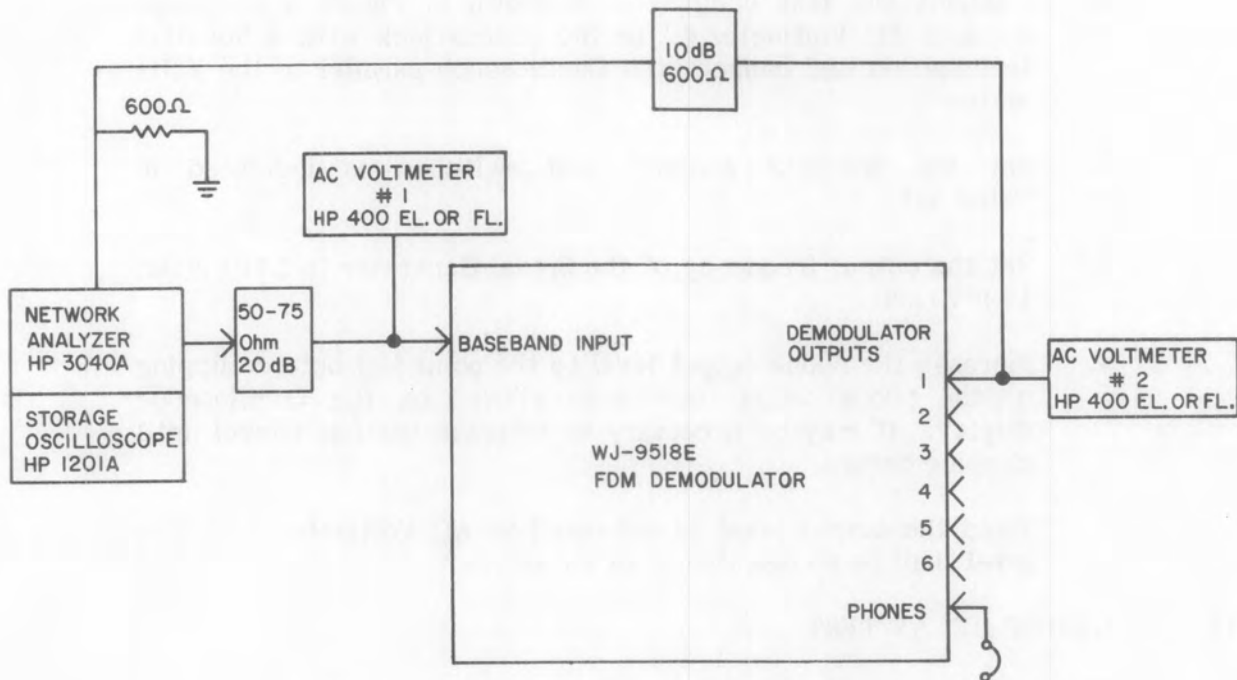 10 dB
600Ω
600Ω
AC VOLTMETER
# 1
HP 400 EL. OR FL.
NETWORK
ANALYZER
HP 3040A
STORAGE
OSCILLOSCOPE
HP 1201A
50-75
Ohm
20 dB
BASEBAND INPUT
DEMODULATOR
OUTPUTS
1
2
3
4
5
6
PHONES
WJ-9518E
FDM DEMODULATOR
AC VOLTMETER
# 2
HP 400 EL. OR FL.